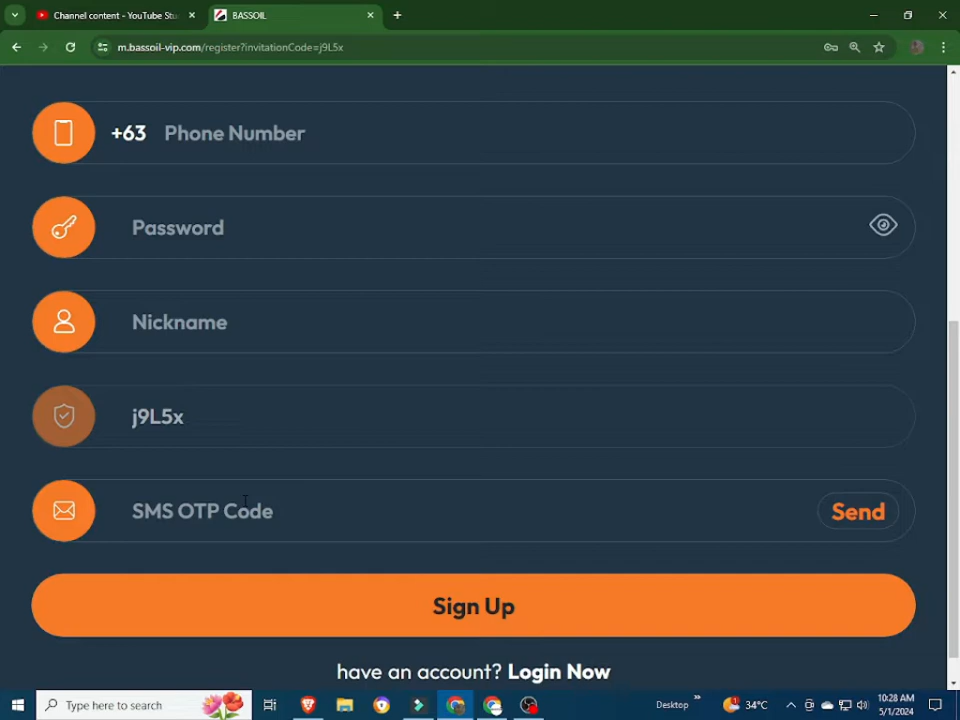 Channel content - YouTube Stu
BASSOIL
m.bassoil-vip.com/register?invitationCode=j9L5x
+63 Phone Number
Password
Nickname
j9L5x
SMS OTP Code
Send
Sign Up
have an account? Login Now
Type here to search
Desktop
34°C
10:28 AM
5/1/2024